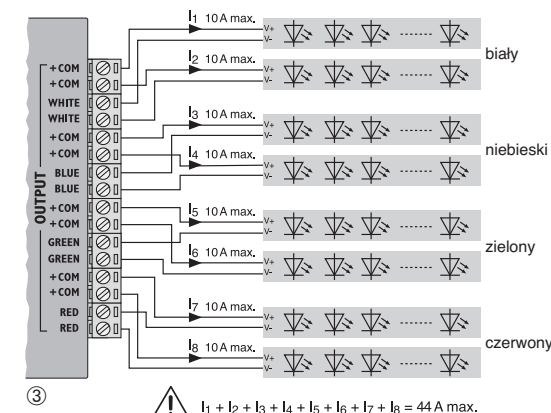 I1 10 A max.
V+
V-
I2 10 A max.
V+
V-
biały
I3 10 A max.
V+
V-
I4 10 A max.
V+
V-
niebieski
I5 10 A max.
V+
V-
I6 10 A max.
V+
V-
zielony
I7 10 A max.
V+
V-
I8 10 A max.
V+
V-
czerwony
OUTPUT
+COM
+COM
WHITE
WHITE
+COM
+COM
BLUE
BLUE
+COM
+COM
GREEN
GREEN
+COM
+COM
RED
RED
③
I1 + I2 + I3 + I4 + I5 + I6 + I7 + I8 = 44 A max.